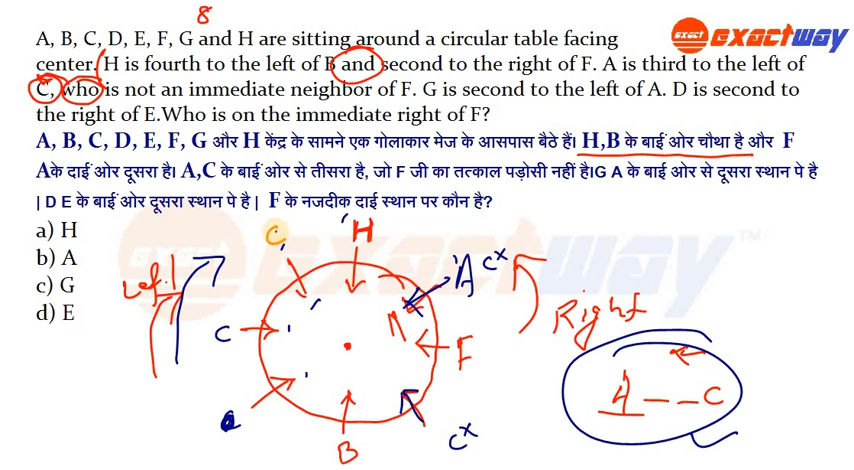 8
exactway
A, B, C, D, E, F, G and H are sitting around a circular table facing
center. H is fourth to the left of B and second to the right of F. A is third to the left of
C, who is not an immediate neighbor of F. G is second to the left of A. D is second to
the right of E.Who is on the immediate right of F?
A, B, C, D, E, F, G और H केंद्र के सामने एक गोलाकार मेज के आसपास बैठे हैं। H,B के बाईं ओर चौथा है और F
Aके दाईं ओर दूसरा है। A,C के बाईं ओर से तीसरा है, जो F जी का तत्काल पड़ोसी नहीं है।G A के बाईं ओर से दूसरे स्थान पे है
| D E के बाईं ओर दूसरा स्थान पे है | F के नजदीक दाई स्थान पर कौन है?
a) H
b) A
c) G
d) E
exactway
C H
A C x
Left
C
A
F
Right
A _ _ C
B
C x